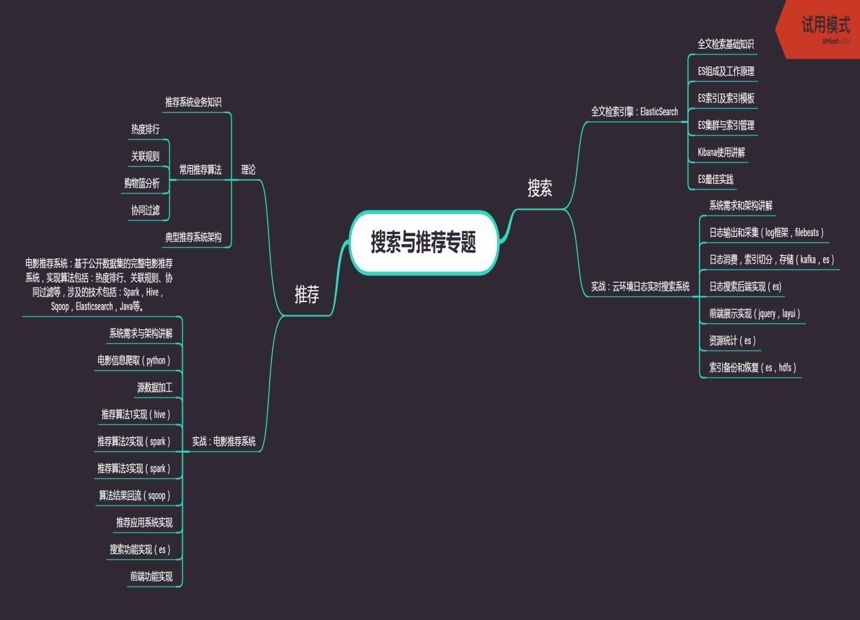 试用模式
XMind:ZEN
搜索与推荐专题
搜索
全文检索引擎：ElasticSearch
全文检索基础知识
ES组成及工作原理
ES索引及索引模板
ES集群与索引管理
Kibana使用讲解
ES最佳实践
实战：云环境日志实时搜索系统
系统需求和架构讲解
日志输出和采集（log框架，filebeats）
日志消费，索引切分，存储（kafka，es）
日志搜索后端实现（es）
前端展示实现（jquery，layui）
资源统计（es）
索引备份和恢复（es，hdfs）
推荐
理论
推荐系统业务知识
常用推荐算法
热度排行
关联规则
购物篮分析
协同过滤
典型推荐系统架构
实战：电影推荐系统
电影推荐系统：基于公开数据集的完整电影推荐
系统，实现算法包括：热度排行、关联规则、协
同过滤等，涉及的技术包括：Spark，Hive，
Sqoop，Elasticsearch，Java等。
系统需求与架构讲解
电影信息爬取（python）
源数据加工
推荐算法1实现（hive）
推荐算法2实现（spark）
推荐算法3实现（spark）
算法结果回流（sqoop）
推荐应用系统实现
搜索功能实现（es）
前端功能实现